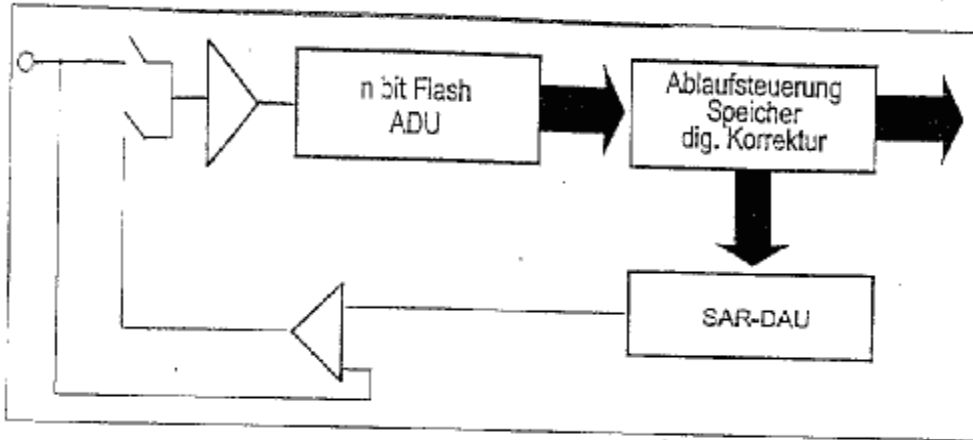 n bit Flash
ADU
Ablaufsteuerung
Speicher
dig. Korrektur
SAR-DAU